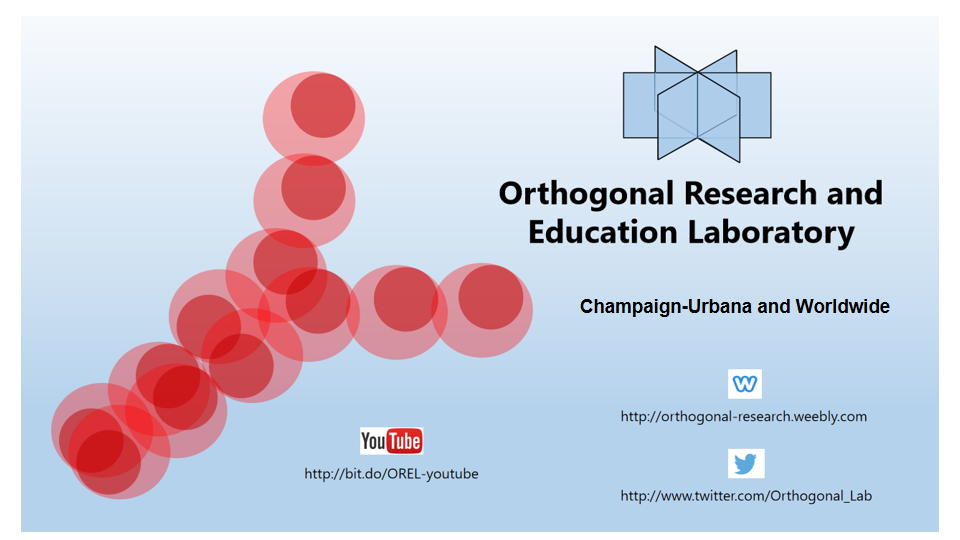 Orthogonal Research and
Education Laboratory
Champaign-Urbana and Worldwide
W
http://orthogonal-research.weebly.com
YouTube
http://bit.do/OREL-youtube
http://www.twitter.com/Orthogonal_Lab